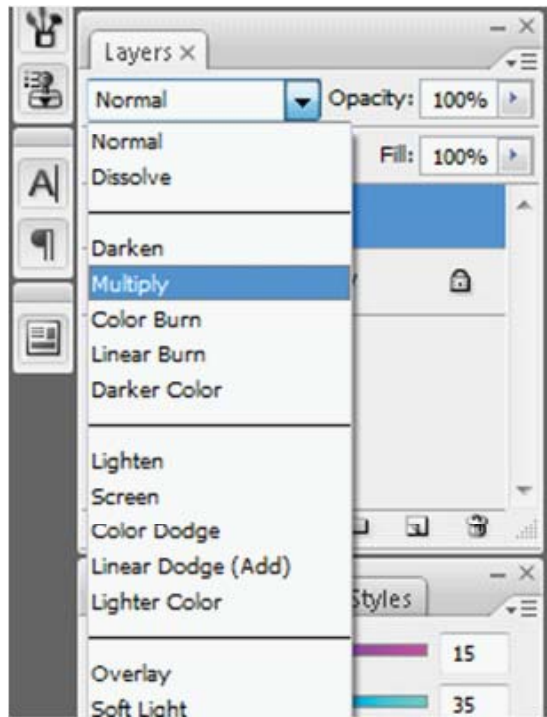 Layers ×
Normal Opacity: 100%
Normal Fill: 100%
Dissolve
Darken
Multiply
Color Burn
Linear Burn
Darker Color
Lighten
Screen
Color Dodge
Linear Dodge (Add)
Lighter Color
Styles
15
Overlay
35
Soft Light
A
¶